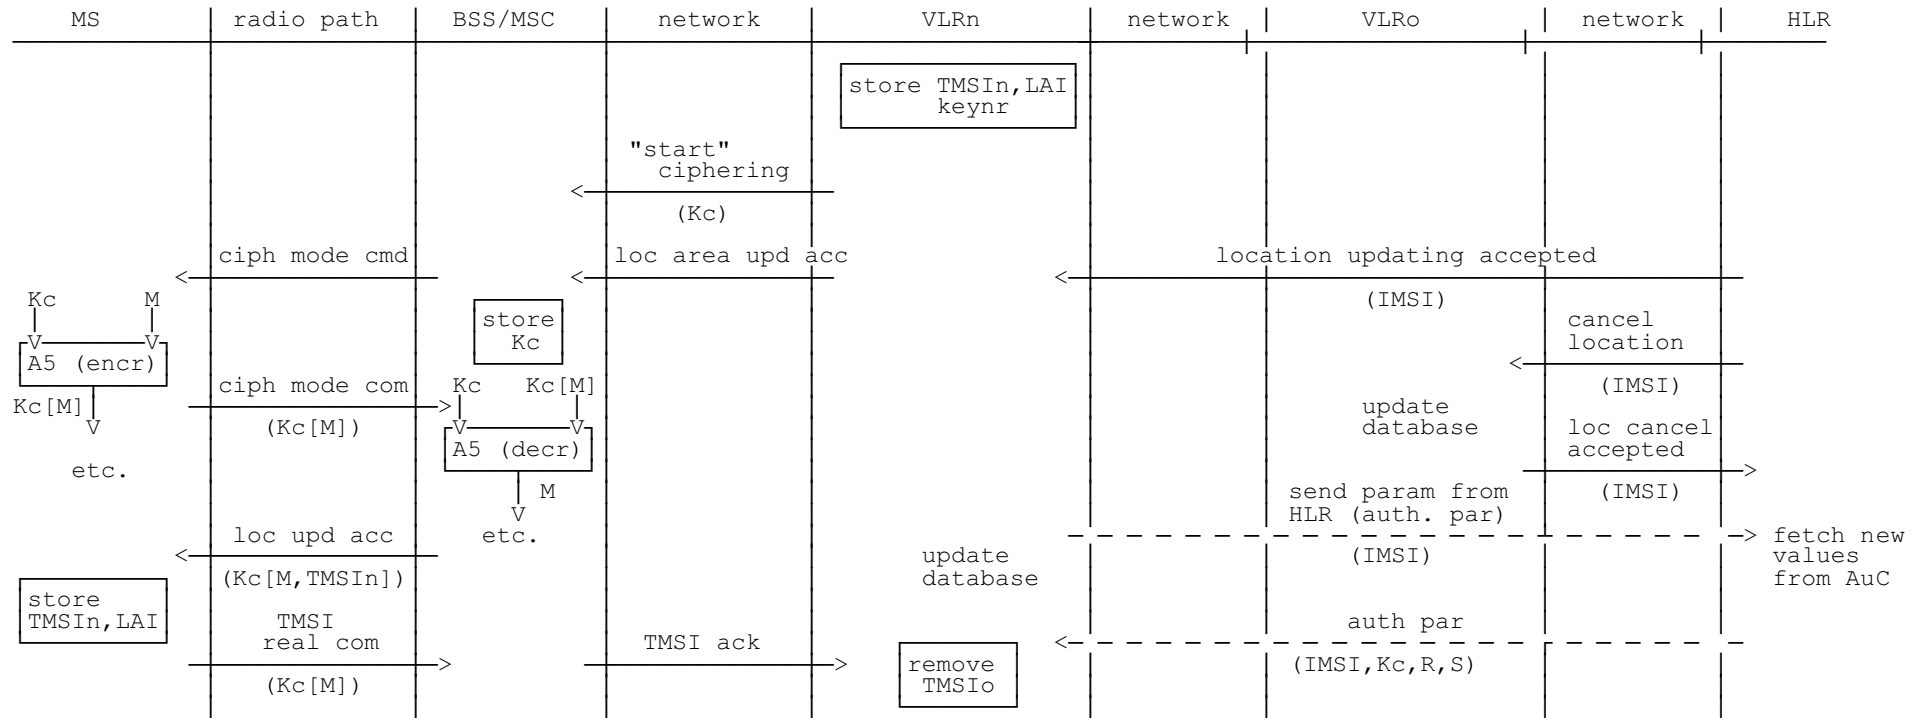 MS radio path BSS/MSC network VLRn network VLRo network HLR
store TMSIn,LAI
keynr
"start"
ciphering
(Kc)
ciph mode cmd loc area upd acc location updating accepted
(IMSI)
Kc M
store
Kc
cancel
location
(IMSI)
A5 (encr)
Kc[M]
ciph mode com
(Kc[M])
Kc Kc[M]
A5 (decr)
M
etc.
etc.
update
database
loc cancel
accepted
(IMSI)
send param from
HLR (auth. par)
(IMSI)
fetch new
values
from AuC
loc upd acc
(Kc[M,TMSIn])
update
database
store
TMSIn,LAI
TMSI
real com
(Kc[M])
TMSI ack
remove
TMSIo
auth par
(IMSI,Kc,R,S)